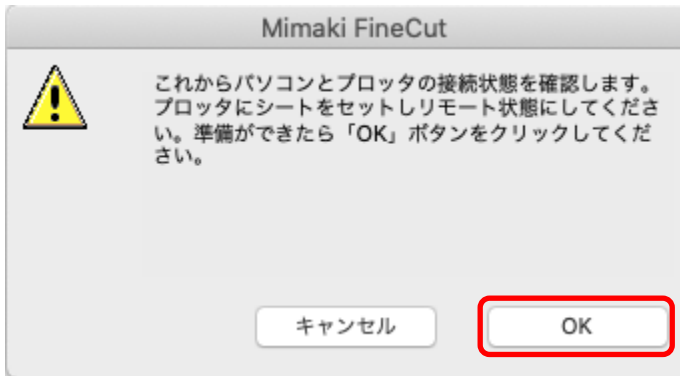 Mimaki FineCut
これからパソコンとプロッタの接続状態を確認します。
プロッタにシートをセットしリモート状態にしてくださ
い。準備ができたら「OK」ボタンをクリックしてくだ
さい。
キャンセル
OK